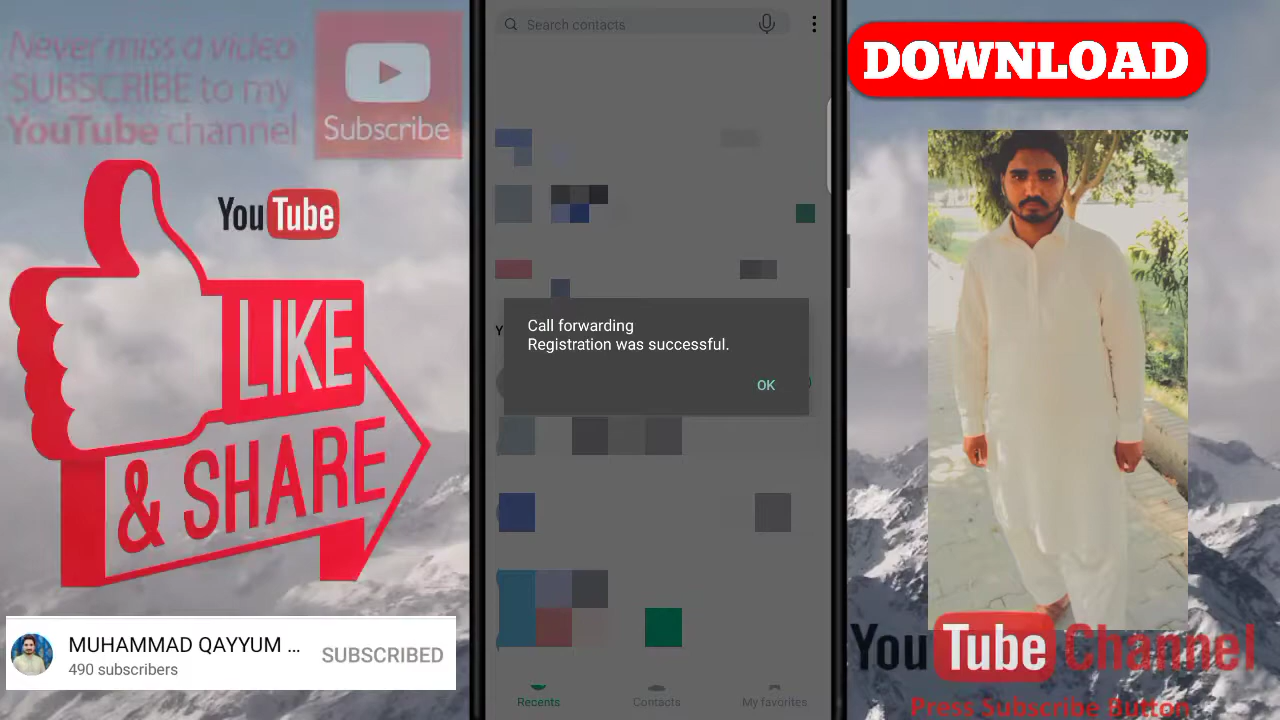 Never miss a video
SUBSCRIBE to my
YouTube channel
Subscribe
YouTube
LIKE
& SHARE
MUHAMMAD QAYYUM ...
490 subscribers
SUBSCRIBED
Search contacts
Y
Call forwarding
Registration was successful.
OK
Recents
Contacts
My favorites
DOWNLOAD
YouTube Channel
Press Subscribe Button